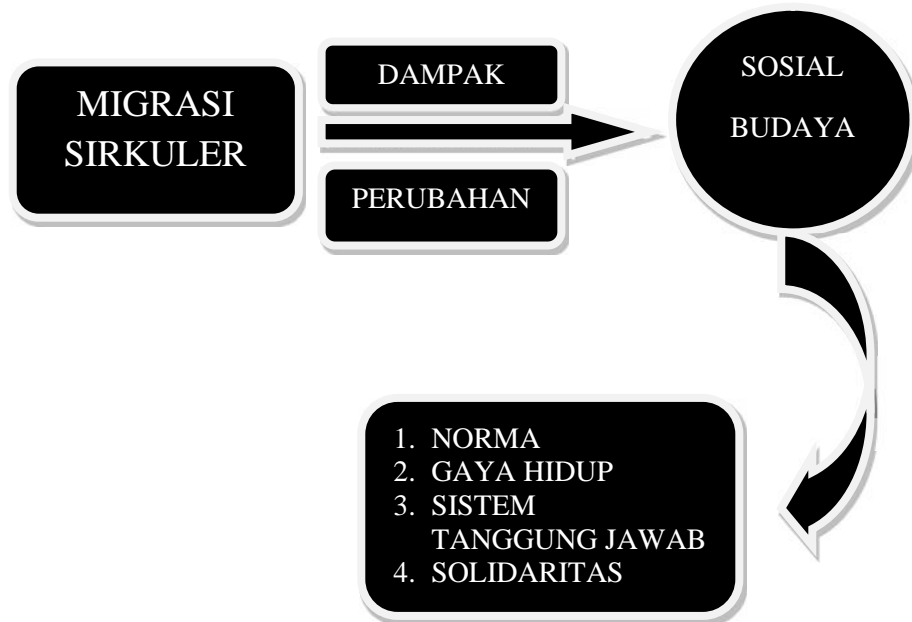 MIGRASI
SIRKULER
DAMPAK
PERUBAHAN
SOSIAL
BUDAYA
1. NORMA
2. GAYA HIDUP
3. SISTEM
TANGGUNG JAWAB
4. SOLIDARITAS